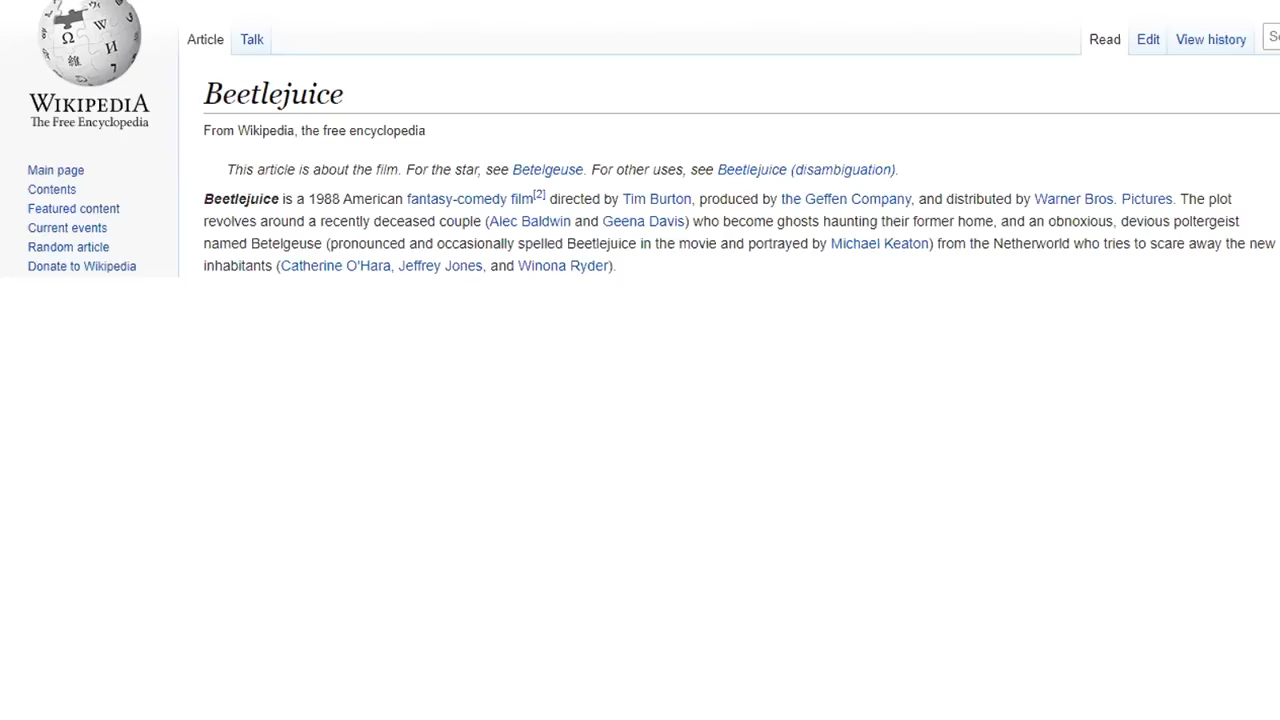 Article Talk Read Edit View history
WIKIPEDIA
The Free Encyclopedia
Main page
Contents
Featured content
Current events
Random article
Donate to Wikipedia
Beetlejuice
From Wikipedia, the free encyclopedia
This article is about the film. For the star, see Betelgeuse. For other uses, see Beetlejuice (disambiguation).
Beetlejuice is a 1988 American fantasy-comedy film[2] directed by Tim Burton, produced by the Geffen Company, and distributed by Warner Bros. Pictures. The plot
revolves around a recently deceased couple (Alec Baldwin and Geena Davis) who become ghosts haunting their former home, and an obnoxious, devious poltergeist
named Betelgeuse (pronounced and occasionally spelled Beetlejuice in the movie and portrayed by Michael Keaton) from the Netherworld who tries to scare away the new
inhabitants (Catherine O'Hara, Jeffrey Jones, and Winona Ryder).